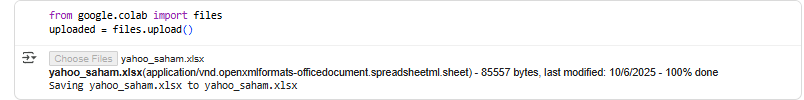 from google.colab import files
uploaded = files.upload()
Choose Files yahoo_saham.xlsx
yahoo_saham.xlsx(application/vnd.openxmlformats-officedocument.spreadsheetml.sheet) - 85557 bytes, last modified: 10/6/2025 - 100% done
Saving yahoo_saham.xlsx to yahoo_saham.xlsx